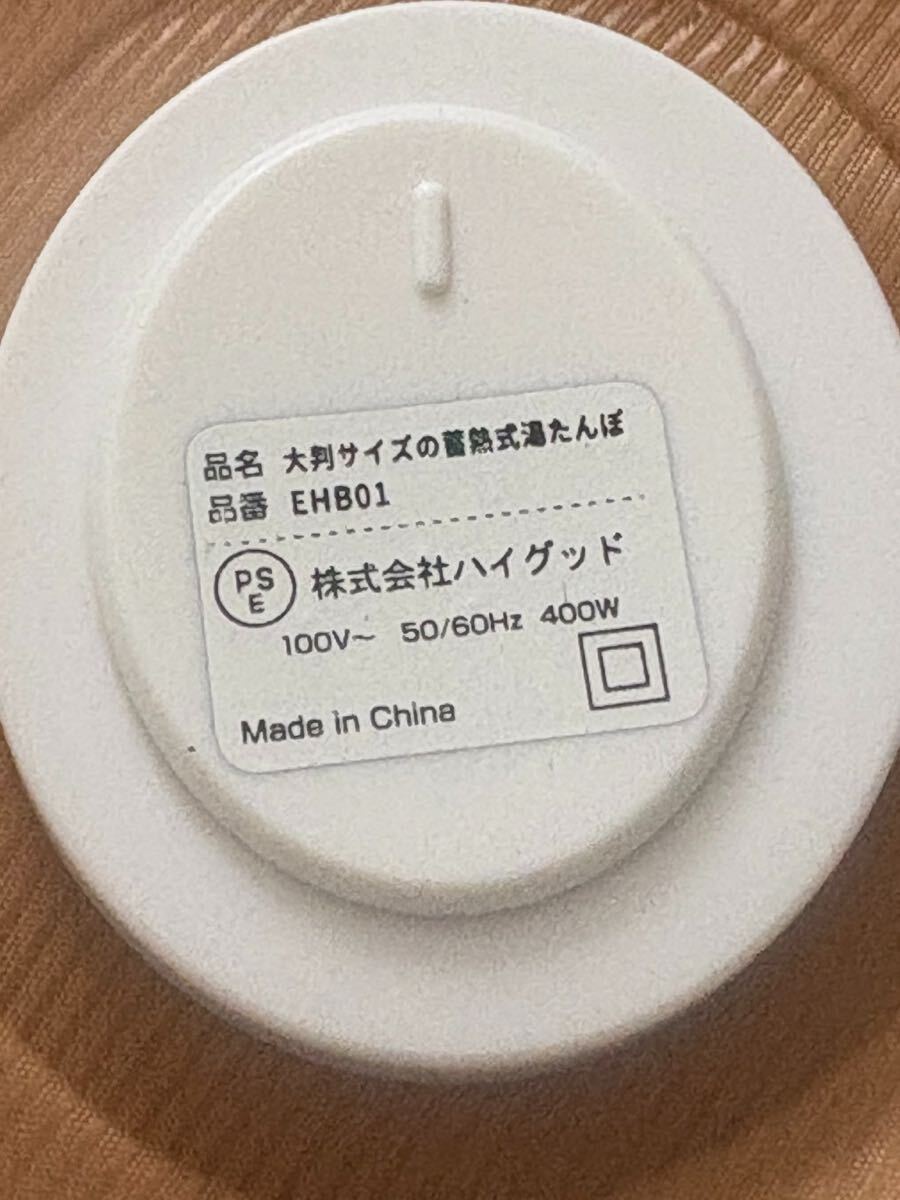 品名 大判サイズの蓄熱式湯たんぽ
品番 EHB01
PSE 株式会社ハイグッド
100V～ 50/60Hz 400W
Made in China